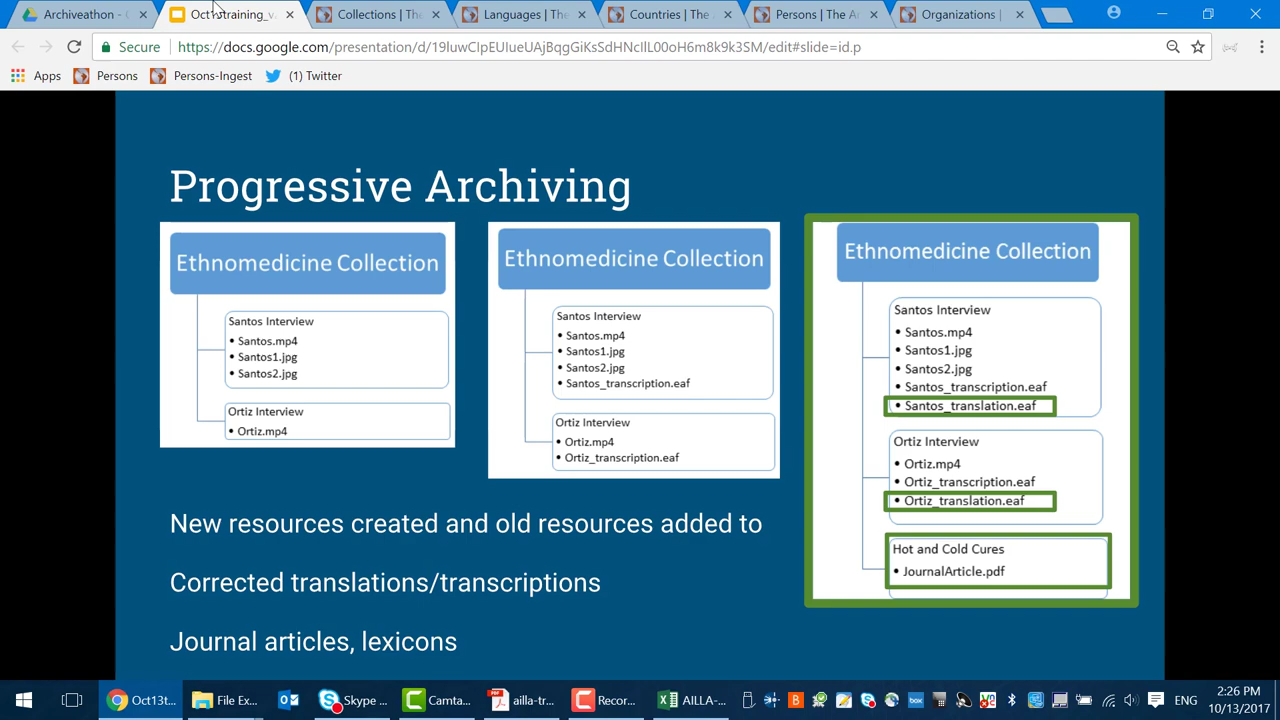 Archiveathon - G
Oct13training_v
Collections | The
Languages | The
Countries | The A
Persons | The A
Organizations |
Secure
https://docs.google.com/presentation/d/19luwCIpEUlueUAjBqgGiKsSdHNcIlL00oH6m8k9k3SM/edit#slide=id.p
Apps
Persons
Persons-Ingest
(1) Twitter
Progressive Archiving
Ethnomedicine Collection
Santos Interview
• Santos.mp4
• Santos1.jpg
• Santos2.jpg
Ortiz Interview
• Ortiz.mp4
Ethnomedicine Collection
Santos Interview
• Santos.mp4
• Santos1.jpg
• Santos2.jpg
• Santos_transcription.eaf
Ortiz Interview
• Ortiz.mp4
• Ortiz_transcription.eaf
Ethnomedicine Collection
Santos Interview
• Santos.mp4
• Santos1.jpg
• Santos2.jpg
• Santos_transcription.eaf
• Santos_translation.eaf
Ortiz Interview
• Ortiz.mp4
• Ortiz_transcription.eaf
• Ortiz_translation.eaf
Hot and Cold Cures
• JournalArticle.pdf
New resources created and old resources added to
Corrected translations/transcriptions
Journal articles, lexicons
Oct13t...
File Ex...
Skype ...
Camta...
ailla-tr...
Recor...
AILLA-...
ENG
2:26 PM
10/13/2017